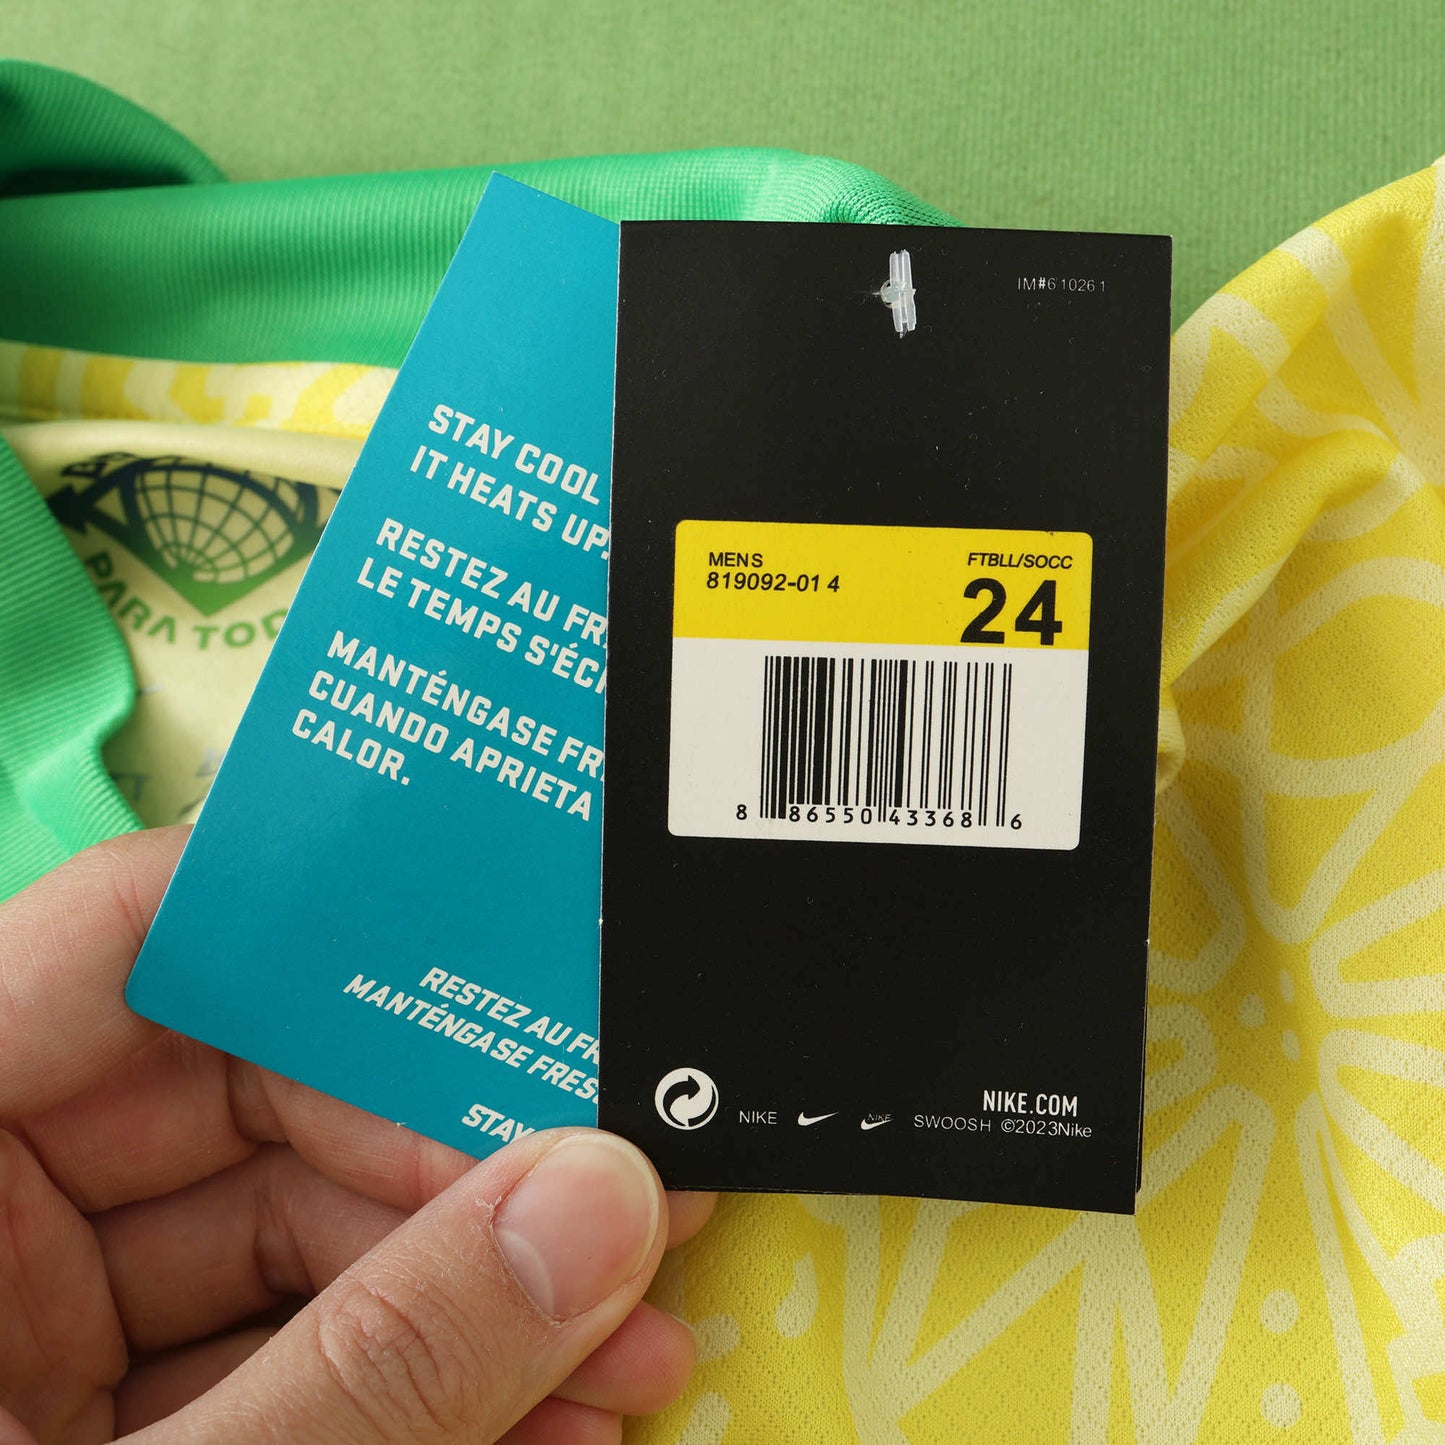 PARA TOD
STAY COOL
IT HEATS UP.
RESTEZ AU FR
LE TEMPS S'ÉC
MANTÉNGASE FR
CUANDO APRIETA
CALOR.
RESTEZ AU FR
MANTÉNGASE FRES
STAY
IM#610261
MENS
819092-01 4
FTBLL/SOCC
24
8 86550 43368 6
NIKE.COM
NIKE NIKE SWOOSH ©2023Nike